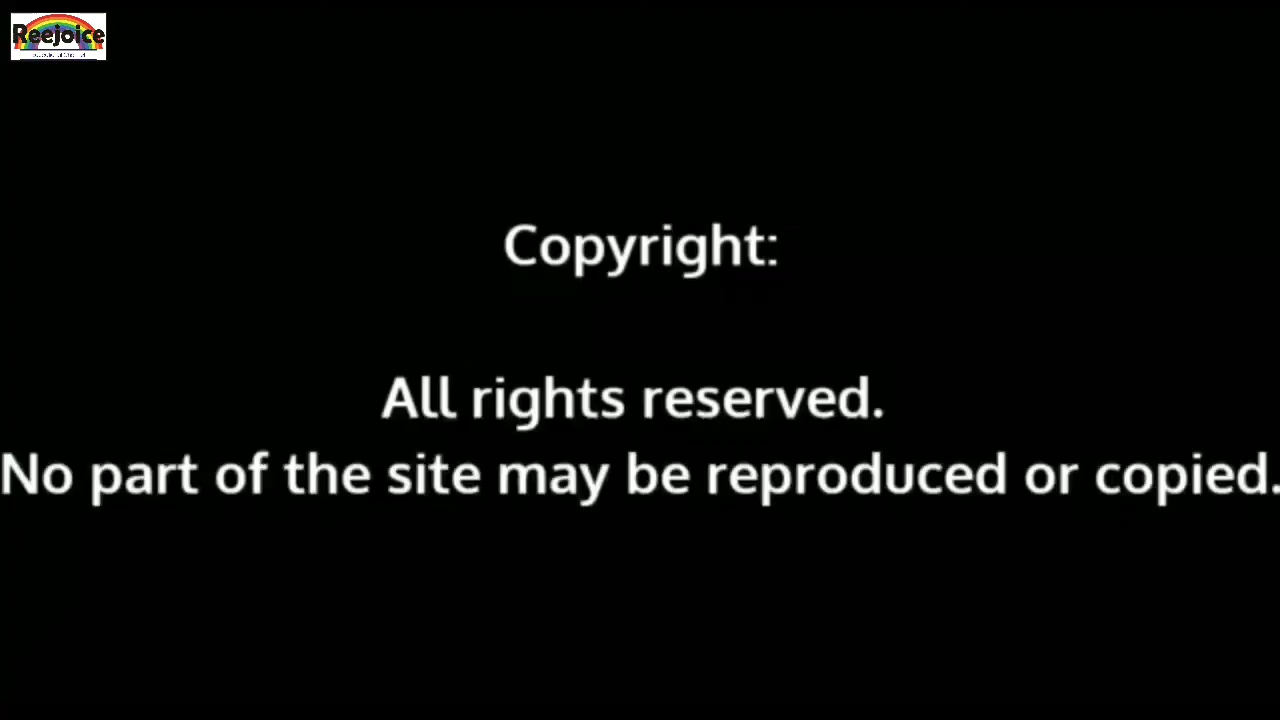 Reejoice
Copyright:
All rights reserved.
No part of the site may be reproduced or copied.